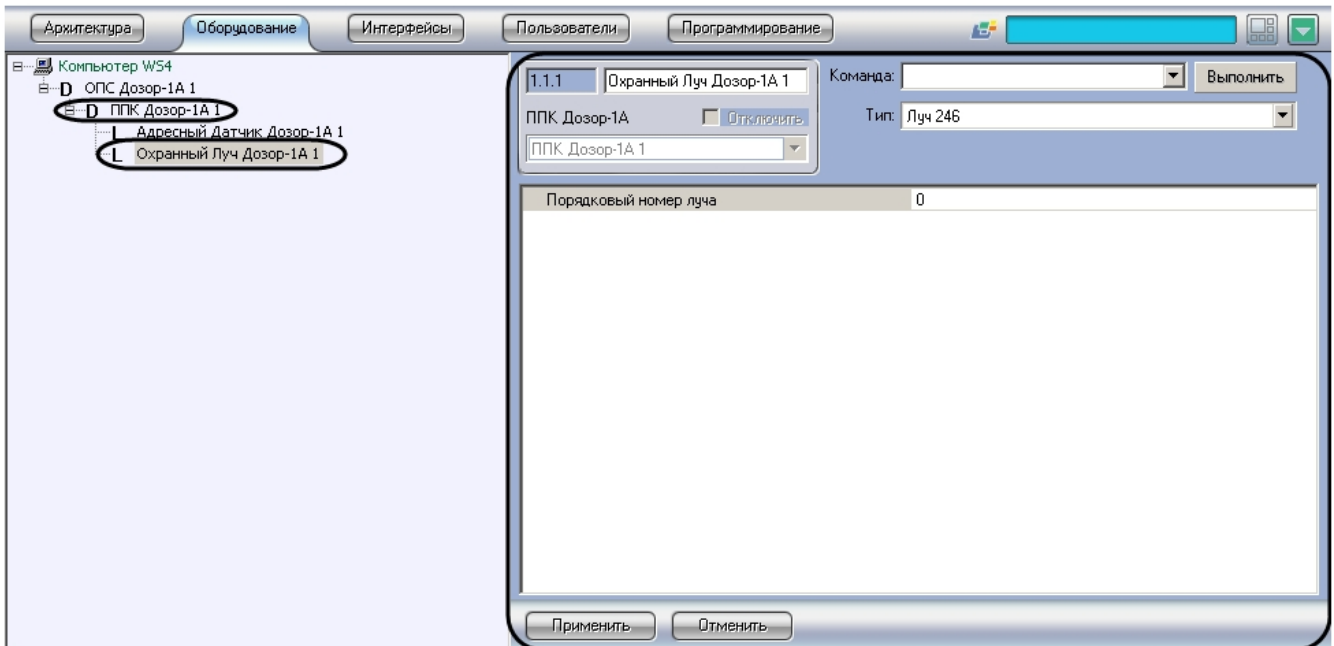 Архитектура Оборудование Интерфейсы Пользователи Программирование
Компьютер WS4
D ОПС Дозор-1А 1
D ППК Дозор-1А 1
L Адресный Датчик Дозор-1А 1
L Охранный Луч Дозор-1А 1
1.1.1 Охранный Луч Дозор-1А 1
ППК Дозор-1А Отключить
ППК Дозор-1А 1
Команда: Выполнить
Тип: Луч 246
Порядковый номер луча 0
Применить Отменить